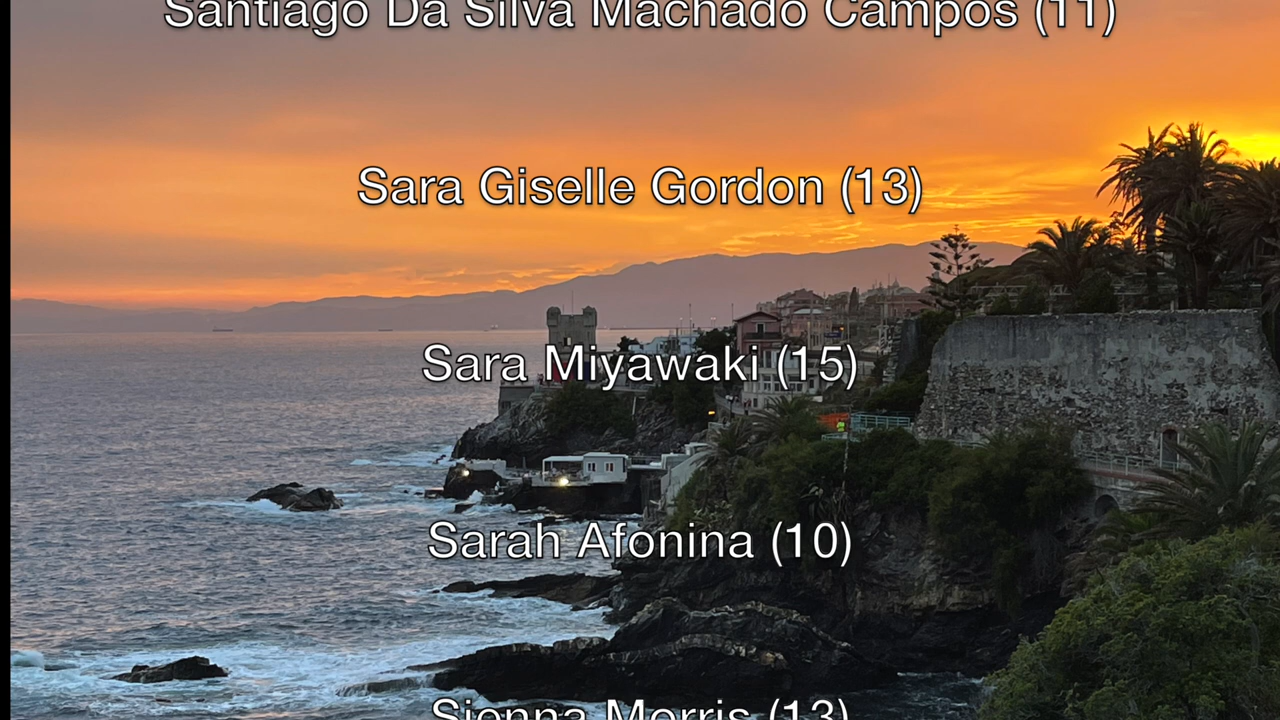 Santiago Da Silva Machado Campos (11)
Sara Giselle Gordon (13)
Sara Miyawaki (15)
Sarah Afonina (10)
Sienna Morris (13)